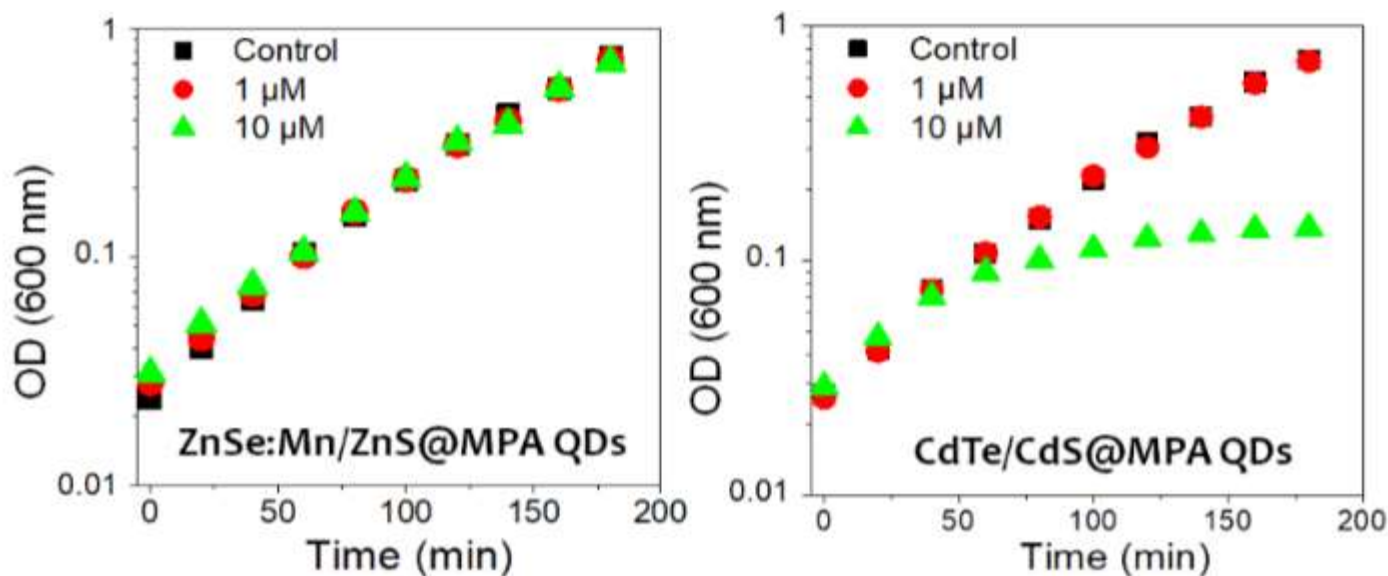 1
Control
1 µM
10 µM
0.1
0.01
OD (600 nm)
ZnSe:Mn/ZnS@MPA QDs
0
50
100
150
200
Time (min)
1
Control
1 µM
10 µM
0.1
0.01
OD (600 nm)
CdTe/CdS@MPA QDs
0
50
100
150
200
Time (min)